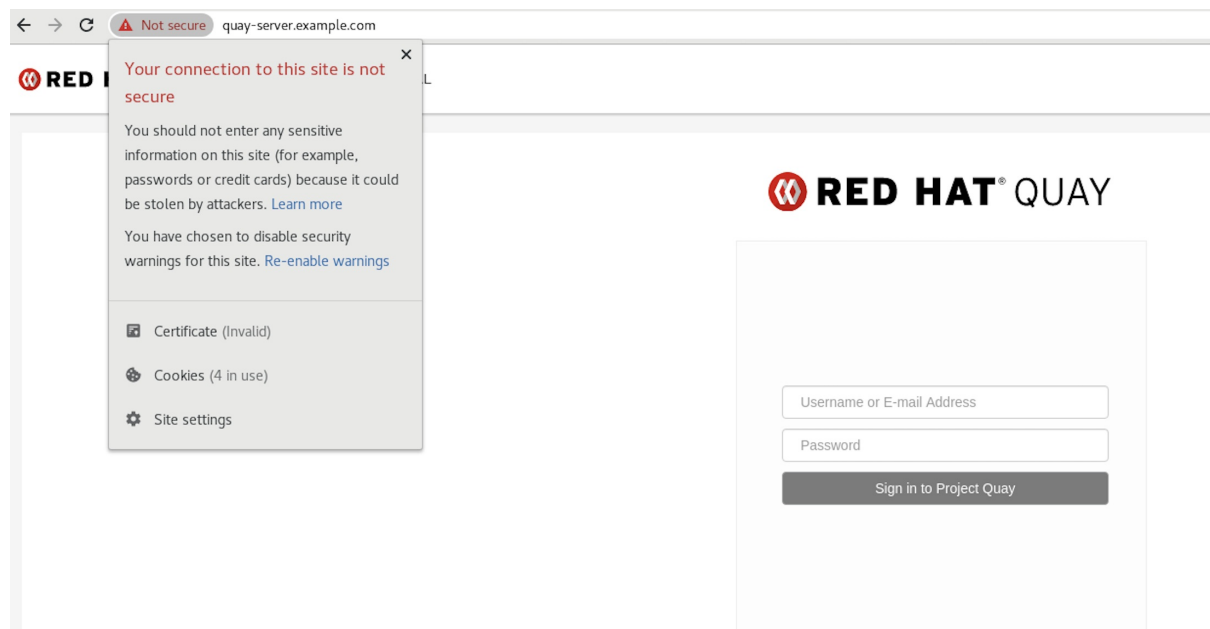 Not secure quay-server.example.com
RED
L
Your connection to this site is not
secure
You should not enter any sensitive
information on this site (for example,
passwords or credit cards) because it could
be stolen by attackers. Learn more
You have chosen to disable security
warnings for this site. Re-enable warnings
Certificate (Invalid)
Cookies (4 in use)
Site settings
RED HAT® QUAY
Username or E-mail Address
Password
Sign in to Project Quay